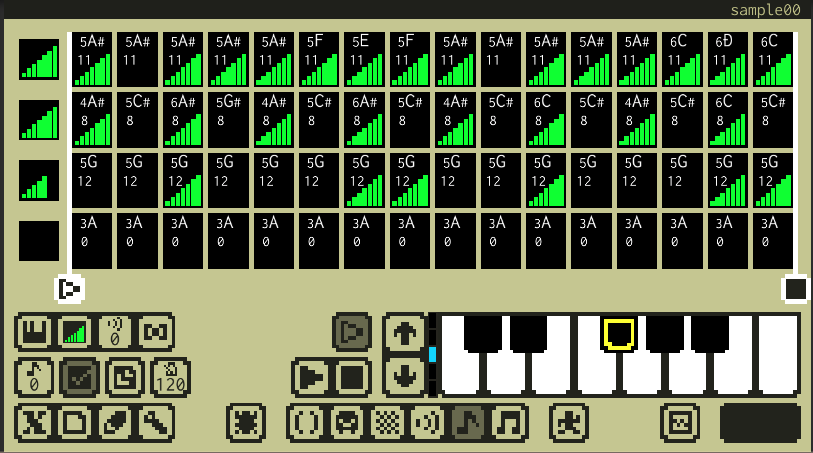 sample00
5A# 5A# 5A# 5A# 5A# 5F 5E 5F 5A# 5A# 5A# 5A# 5A# 6C 6D 6C
11 11 11 11 11 11 11 11 11 11 11 11 11 11 11 11
4A# 5C# 6A# 5G# 4A# 5C# 6A# 5C# 4A# 5C# 6C 5C# 4A# 5C# 6C 5C#
8 8 8 8 8 8 8 8 8 8 8 8 8 8 8 8
5G 5G 5G 5G 5G 5G 5G 5G 5G 5G 5G 5G 5G 5G 5G 5G
12 12 12 12 12 12 12 12 12 12 12 12 12 12 12 12
3A 3A 3A 3A 3A 3A 3A 3A 3A 3A 3A 3A 3A 3A 3A 3A
0 0 0 0 0 0 0 0 0 0 0 0 0 0 0 0
0
0 120